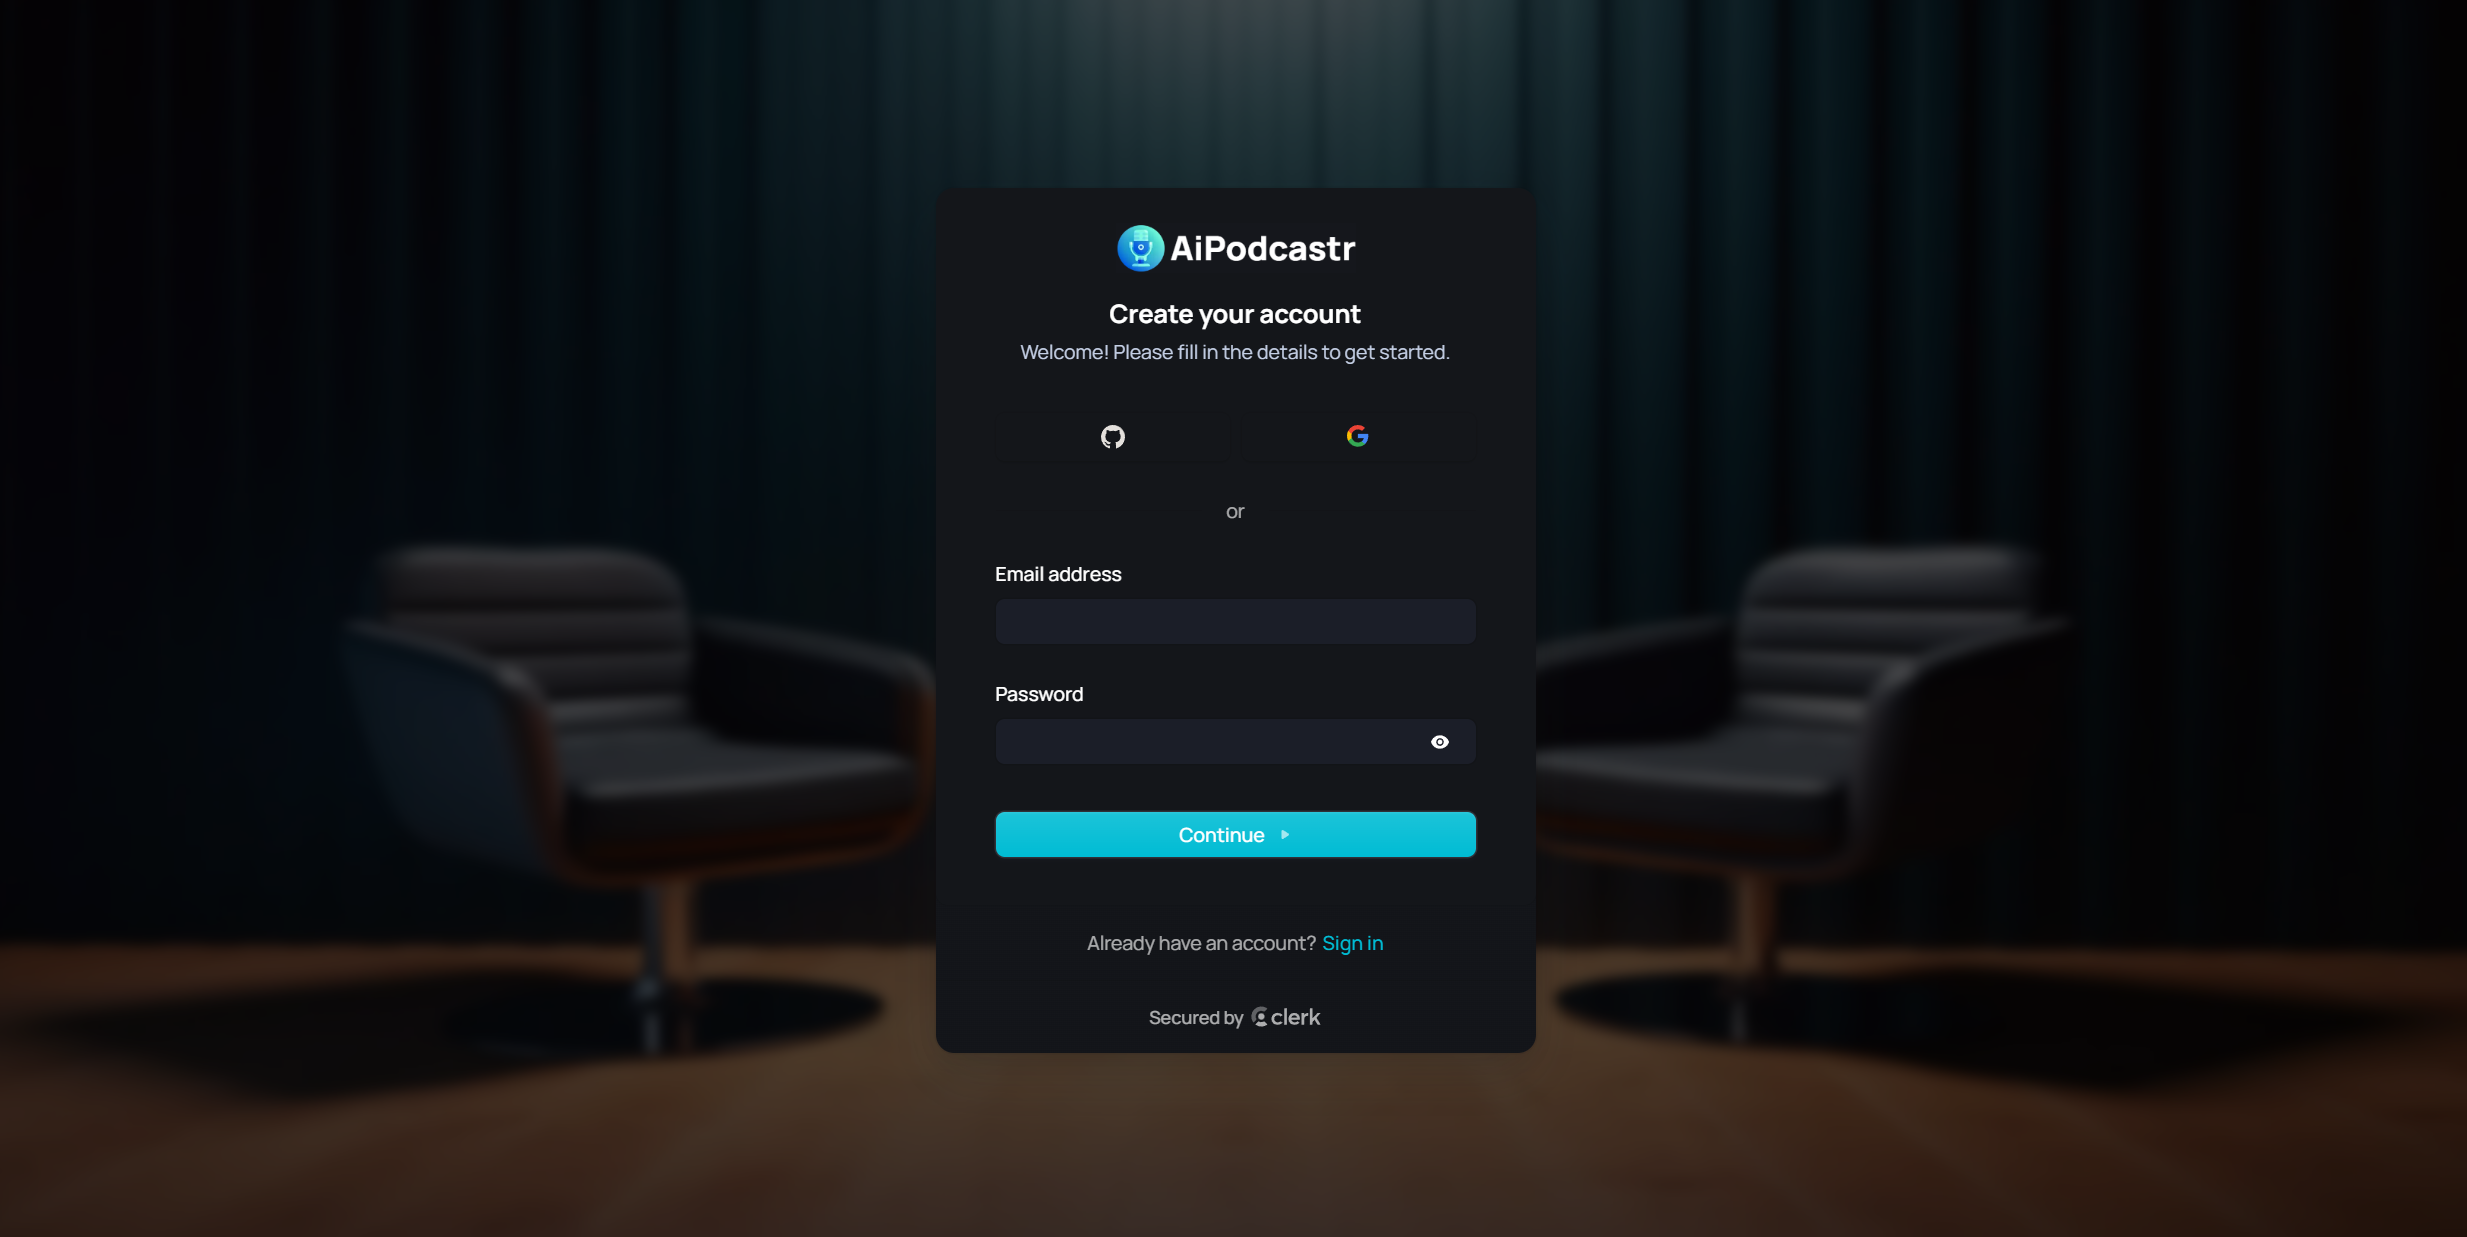 AiPodcastr
Create your account
Welcome! Please fill in the details to get started.
or
Email address
Password
Continue
Already have an account? Sign in
Secured by clerk